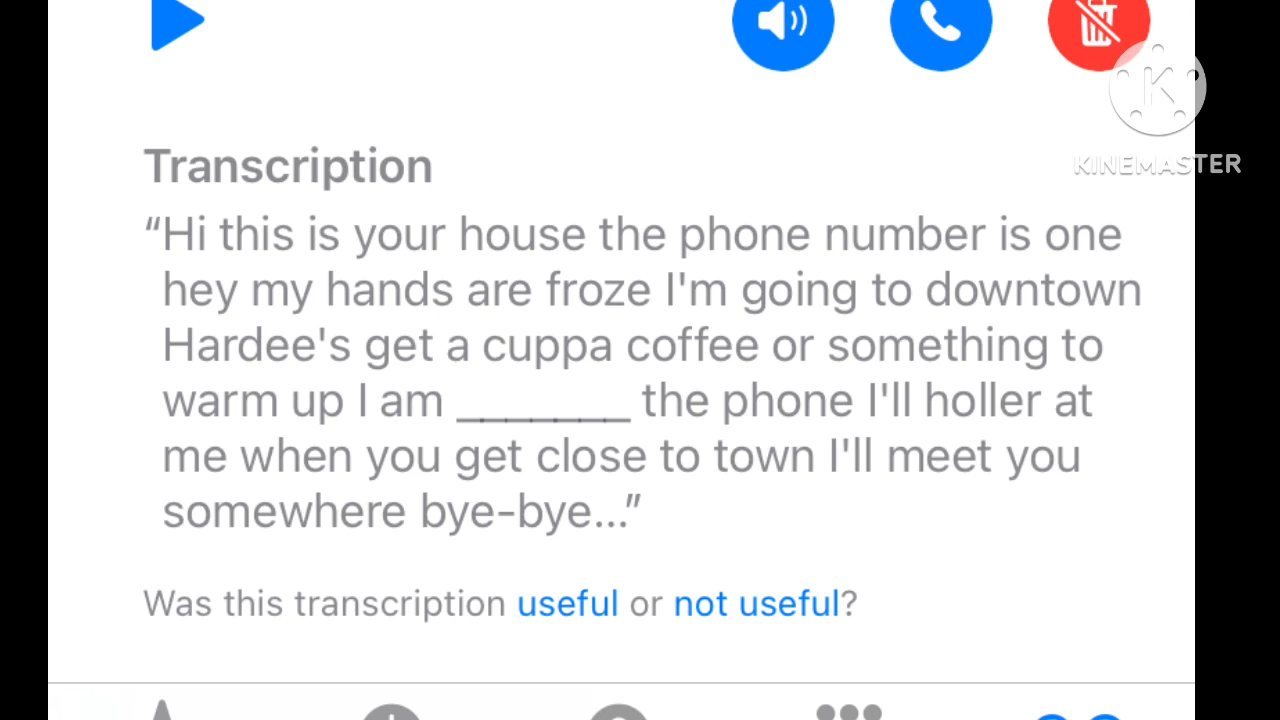 K
KINEMASTER
Transcription
“Hi this is your house the phone number is one
hey my hands are froze I'm going to downtown
Hardee's get a cuppa coffee or something to
warm up I am _______ the phone I'll holler at
me when you get close to town I'll meet you
somewhere bye-bye...”
Was this transcription useful or not useful?